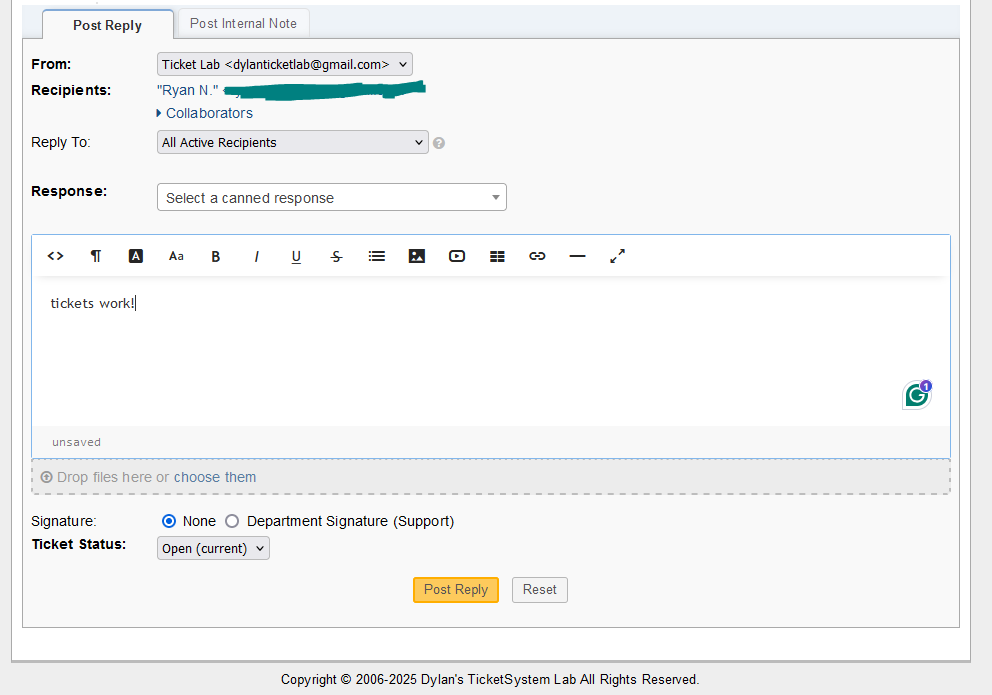 Post Reply Post Internal Note
From: Ticket Lab <dylanticketlab@gmail.com>
Recipients: "Ryan N."
Collaborators
Reply To: All Active Recipients ?
Response: Select a canned response
<> ¶ A Aa B I U S
tickets work!
G 1
unsaved
Drop files here or choose them
Signature: None Department Signature (Support)
Ticket Status: Open (current)
Post Reply Reset
Copyright © 2006-2025 Dylan's TicketSystem Lab All Rights Reserved.